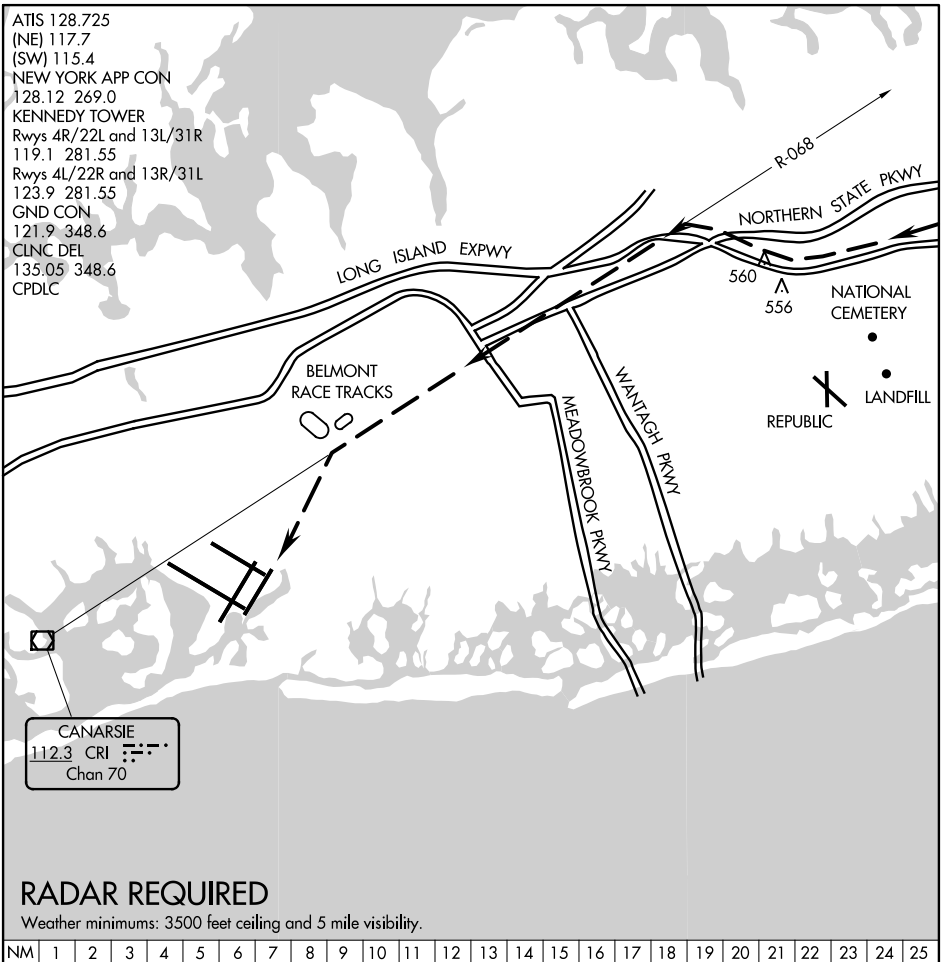 ATIS 128.725
(NE) 117.7
(SW) 115.4
NEW YORK APP CON
128.12 269.0
KENNEDY TOWER
Rwys 4R/22L and 13L/31R
119.1 281.55
Rwys 4L/22R and 13R/31L
123.9 281.55
GND CON
121.9 348.6
CLNC DEL
135.05 348.6
CPDLC
R-068
NORTHERN STATE PKWY
LONG ISLAND EXPWY
560
556
NATIONAL
CEMETERY
LANDFILL
REPUBLIC
BELMONT
RACE TRACKS
WANTAGH PKWY
MEADOWBROOK PKWY
CANARSIE
112.3 CRI
Chan 70
RADAR REQUIRED
Weather minimums: 3500 feet ceiling and 5 mile visibility.
NM 1 2 3 4 5 6 7 8 9 10 11 12 13 14 15 16 17 18 19 20 21 22 23 24 25